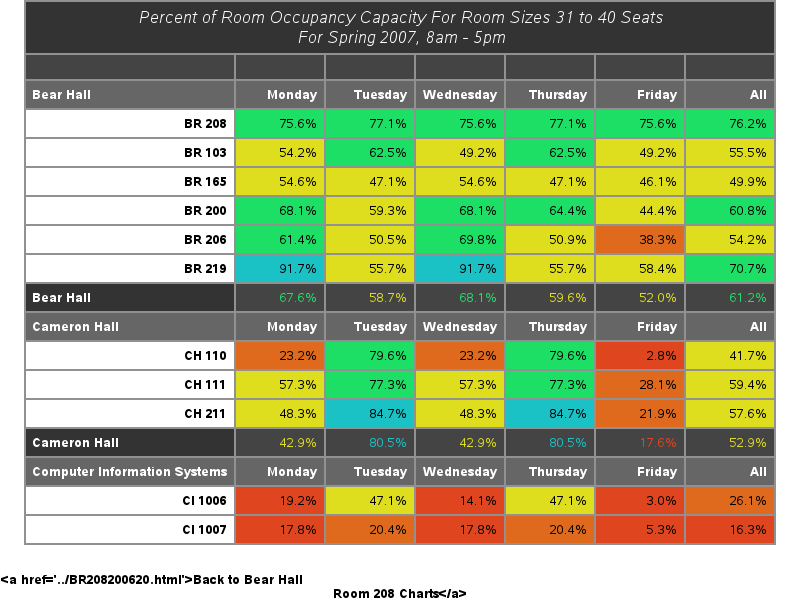 Percent of Room Occupancy Capacity For Room Sizes 31 to 40 Seats
For Spring 2007, 8am - 5pm
Bear Hall Monday Tuesday Wednesday Thursday Friday All
BR 208 75.6% 77.1% 75.6% 77.1% 75.6% 76.2%
BR 103 54.2% 62.5% 49.2% 62.5% 49.2% 55.5%
BR 165 54.6% 47.1% 54.6% 47.1% 46.1% 49.9%
BR 200 68.1% 59.3% 68.1% 64.4% 44.4% 60.8%
BR 206 61.4% 50.5% 69.8% 50.9% 38.3% 54.2%
BR 219 91.7% 55.7% 91.7% 55.7% 58.4% 70.7%
Bear Hall 67.6% 58.7% 68.1% 59.6% 52.0% 61.2%
Cameron Hall Monday Tuesday Wednesday Thursday Friday All
CH 110 23.2% 79.6% 23.2% 79.6% 2.8% 41.7%
CH 111 57.3% 77.3% 57.3% 77.3% 28.1% 59.4%
CH 211 48.3% 84.7% 48.3% 84.7% 21.9% 57.6%
Cameron Hall 42.9% 80.5% 42.9% 80.5% 17.6% 52.9%
Computer Information Systems Monday Tuesday Wednesday Thursday Friday All
CI 1006 19.2% 47.1% 14.1% 47.1% 3.0% 26.1%
CI 1007 17.8% 20.4% 17.8% 20.4% 5.3% 16.3%
<a href='../BR208200620.html'>Back to Bear Hall
Room 208 Charts</a>